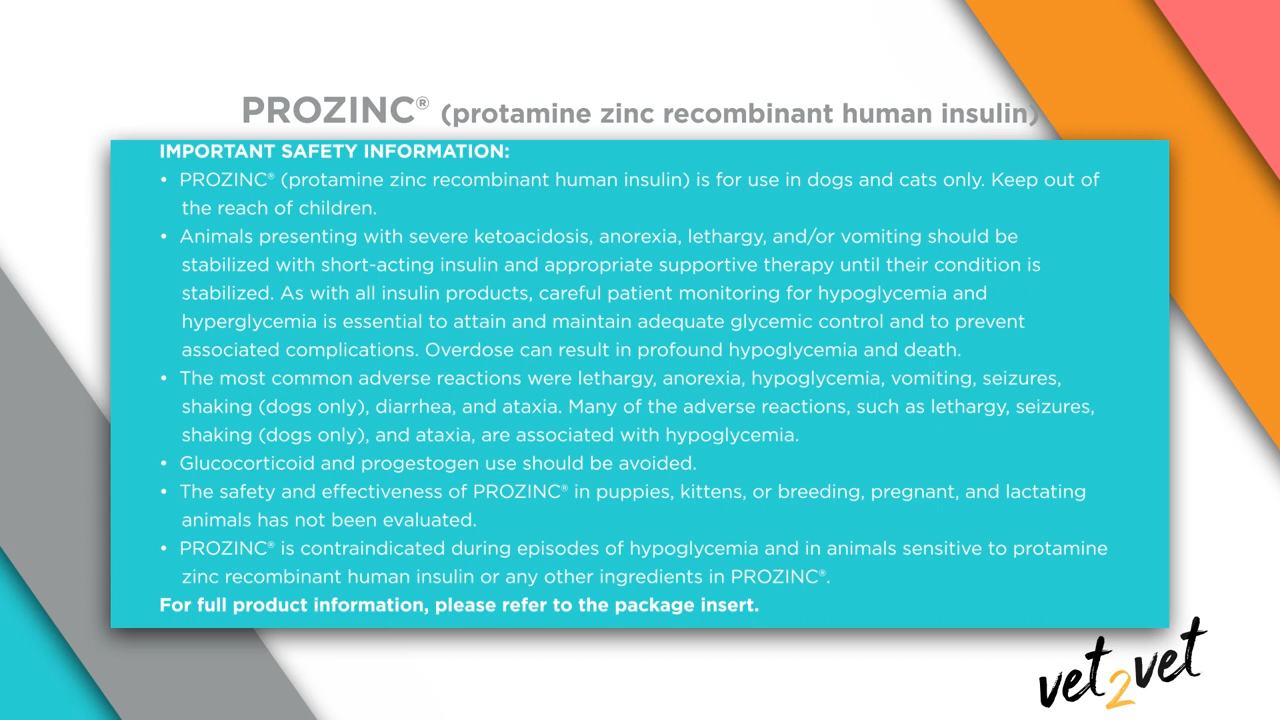 PROZINC® (protamine zinc recombinant human insulin)
IMPORTANT SAFETY INFORMATION:
• PROZINC® (protamine zinc recombinant human insulin) is for use in dogs and cats only. Keep out of
the reach of children.
• Animals presenting with severe ketoacidosis, anorexia, lethargy, and/or vomiting should be
stabilized with short-acting insulin and appropriate supportive therapy until their condition is
stabilized. As with all insulin products, careful patient monitoring for hypoglycemia and
hyperglycemia is essential to attain and maintain adequate glycemic control and to prevent
associated complications. Overdose can result in profound hypoglycemia and death.
• The most common adverse reactions were lethargy, anorexia, hypoglycemia, vomiting, seizures,
shaking (dogs only), diarrhea, and ataxia. Many of the adverse reactions, such as lethargy, seizures,
shaking (dogs only), and ataxia, are associated with hypoglycemia.
• Glucocorticoid and progestogen use should be avoided.
• The safety and effectiveness of PROZINC® in puppies, kittens, or breeding, pregnant, and lactating
animals has not been evaluated.
• PROZINC® is contraindicated during episodes of hypoglycemia and in animals sensitive to protamine
zinc recombinant human insulin or any other ingredients in PROZINC®.
For full product information, please refer to the package insert.
vet2vet